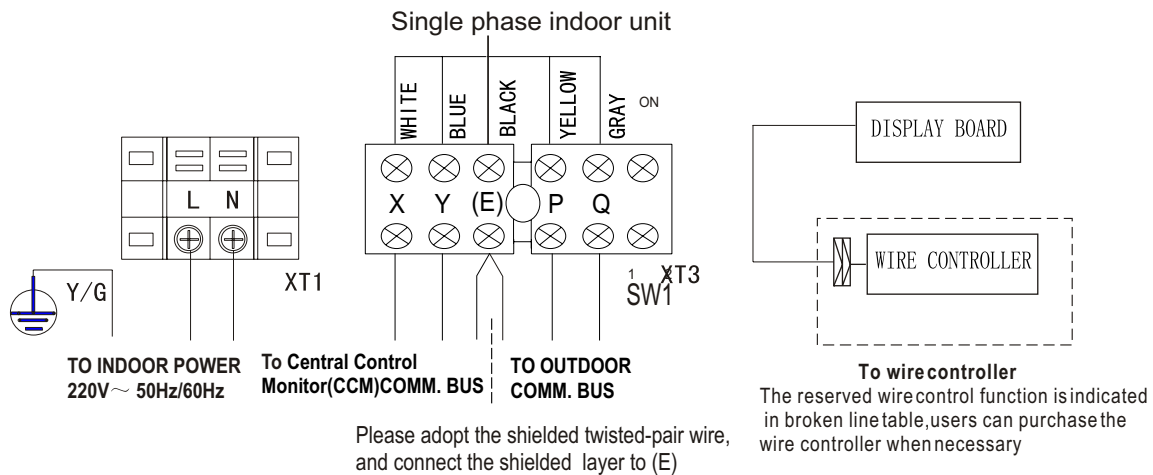 Single phase indoor unit
WHITE
BLUE
BLACK
YELLOW
GRAY
ON
L N
X Y (E) P Q
XT1
1 2
XT3
SW1
Y/G
TO INDOOR POWER
220V～ 50Hz/60Hz
To Central Control
Monitor(CCM)COMM. BUS
TO OUTDOOR
COMM. BUS
Please adopt the shielded twisted-pair wire,
and connect the shielded layer to (E)
DISPLAY BOARD
WIRE CONTROLLER
To wire controller
The reserved wire control function is indicated
in broken line table,users can purchase the
wire controller when necessary